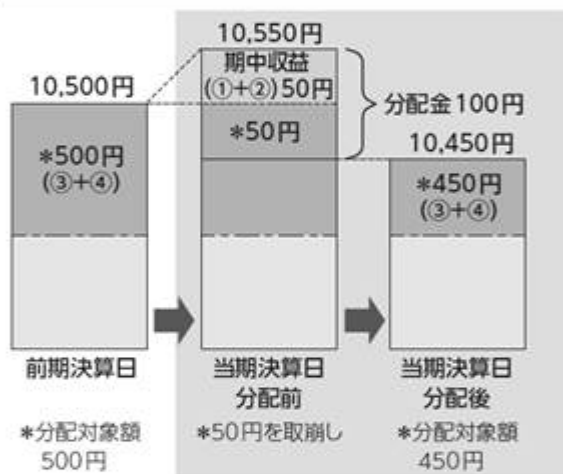 10,550円
期中収益
(①+②)50円
10,500円
分配金100円
*50円
10,450円
*500円
(③+④)
*450円
(③+④)
前期決算日
当期決算日
分配前
当期決算日
分配後
*分配対象額
500円
*50円を取崩し
*分配対象額
450円